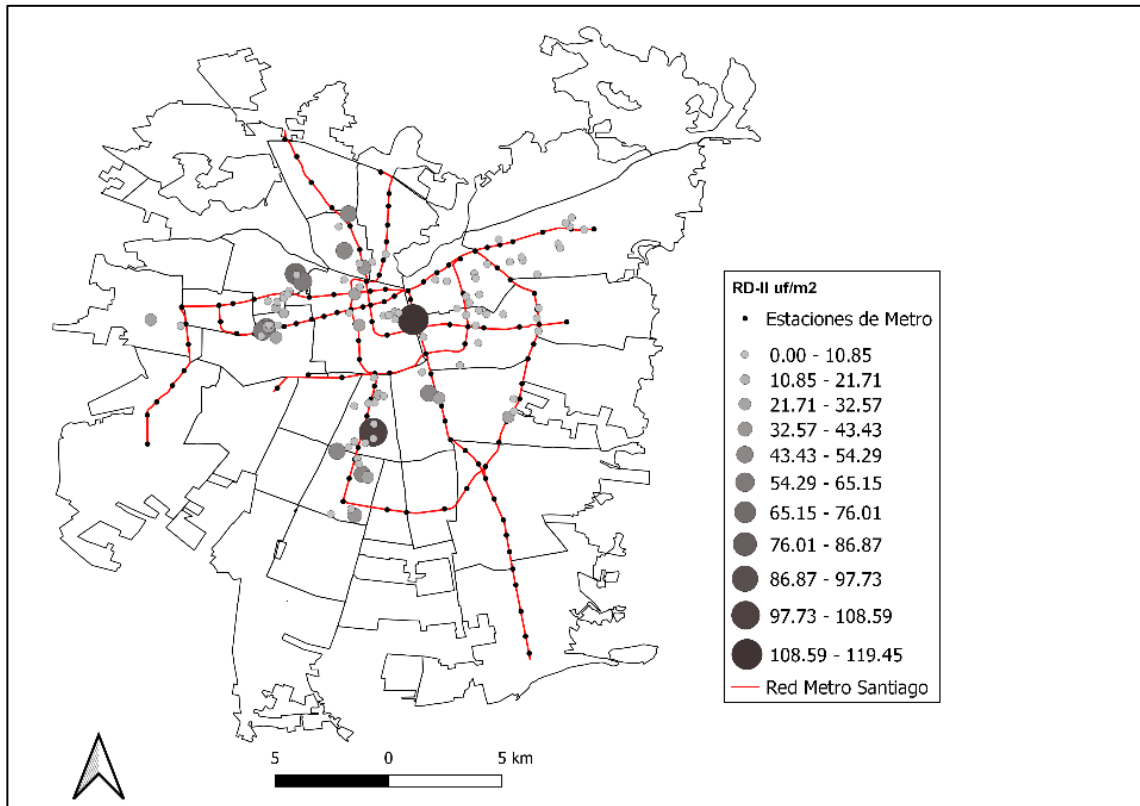 RD-II uf/m2
Estaciones de Metro
0.00 - 10.85
10.85 - 21.71
21.71 - 32.57
32.57 - 43.43
43.43 - 54.29
54.29 - 65.15
65.15 - 76.01
76.01 - 86.87
86.87 - 97.73
97.73 - 108.59
108.59 - 119.45
Red Metro Santiago
5 0 5 km